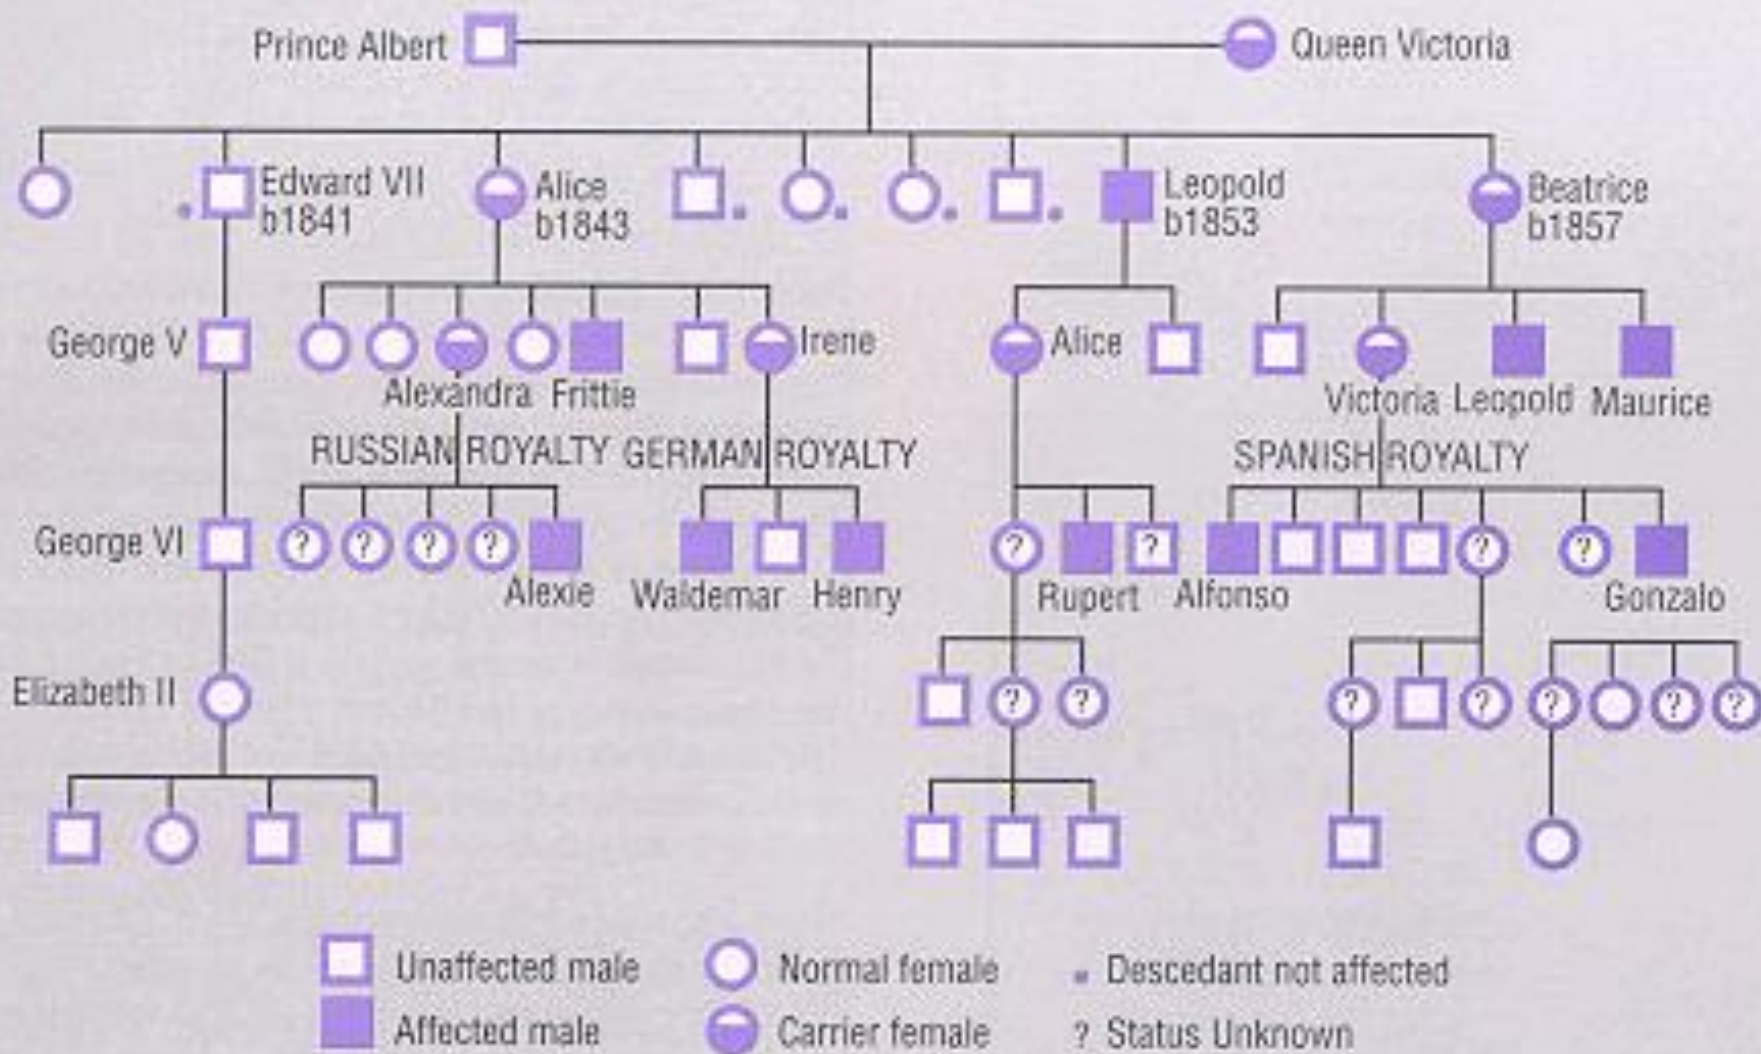 Prince Albert
Queen Victoria
Edward VII
b1841
Alice
b1843
Leopold
b1853
Beatrice
b1857
George V
Irene
Alice
Alexandra Frittie
Victoria Leopold Maurice
RUSSIAN ROYALTY GERMAN ROYALTY
SPANISH ROYALTY
George VI
? ? ? ?
? ?
? ?
Alexie
Waldemar Henry
Rupert Alfonso
Gonzalo
Elizabeth II
? ?
? ? ? ? ?
Unaffected male
Normal female
Descedant not affected
Affected male
Carrier female
? Status Unknown